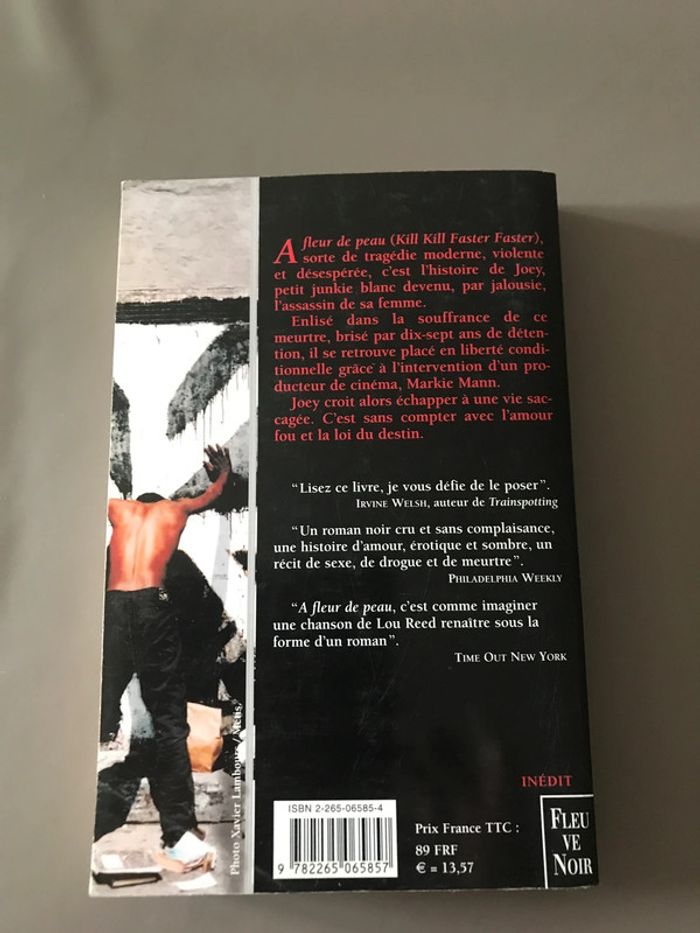 A fleur de peau (Kill Kill Faster Faster),
sorte de tragédie moderne, violente
et désespérée, c'est l'histoire de Joey,
petit junkie blanc devenu, par jalousie,
l'assassin de sa femme.
Enlisé dans la souffrance de ce
meurtre, brisé par dix-sept ans de déten-
tion, il se retrouve placé en liberté condi-
tionnelle grâce à l'intervention d'un pro-
ducteur de cinéma, Markie Mann.
Joey croit alors échapper à une vie sac-
cagée. C'est sans compter avec l'amour
fou et la loi du destin.
“Lisez ce livre, je vous défie de le poser”.
IRVINE WELSH, auteur de Trainspotting
“Un roman noir cru et sans complaisance,
une histoire d'amour, érotique et sombre, un
récit de sexe, de drogue et de meurtre”.
PHILADELPHIA WEEKLY
“A fleur de peau, c'est comme imaginer
une chanson de Lou Reed renaître sous la
forme d'un roman”.
TIME OUT NEW YORK
Photo Xavier Lambours / Métis
INÉDIT
ISBN 2-265-06585-4
9 782265 065857
Prix France TTC :
89 FRF
€ = 13,57
FLEU
VE
NOIR